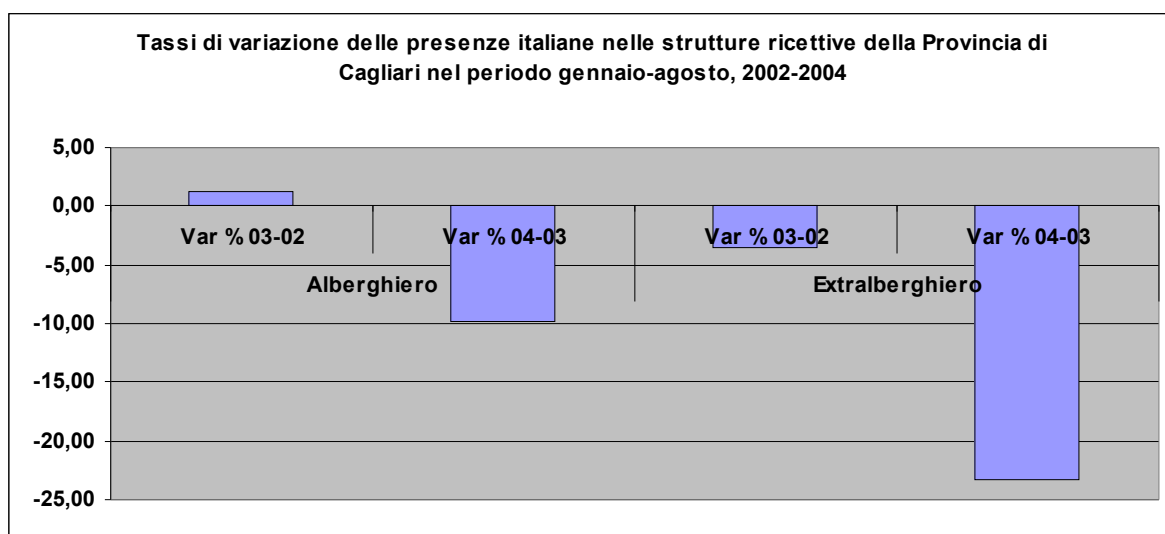 Tassi di variazione delle presenze italiane nelle strutture ricettive della Provincia di
Cagliari nel periodo gennaio-agosto, 2002-2004
5,00
0,00
-5,00
-10,00
-15,00
-20,00
-25,00
Var % 03-02
Var % 04-03
Var % 03-02
Var % 04-03
Alberghiero
Extralberghiero